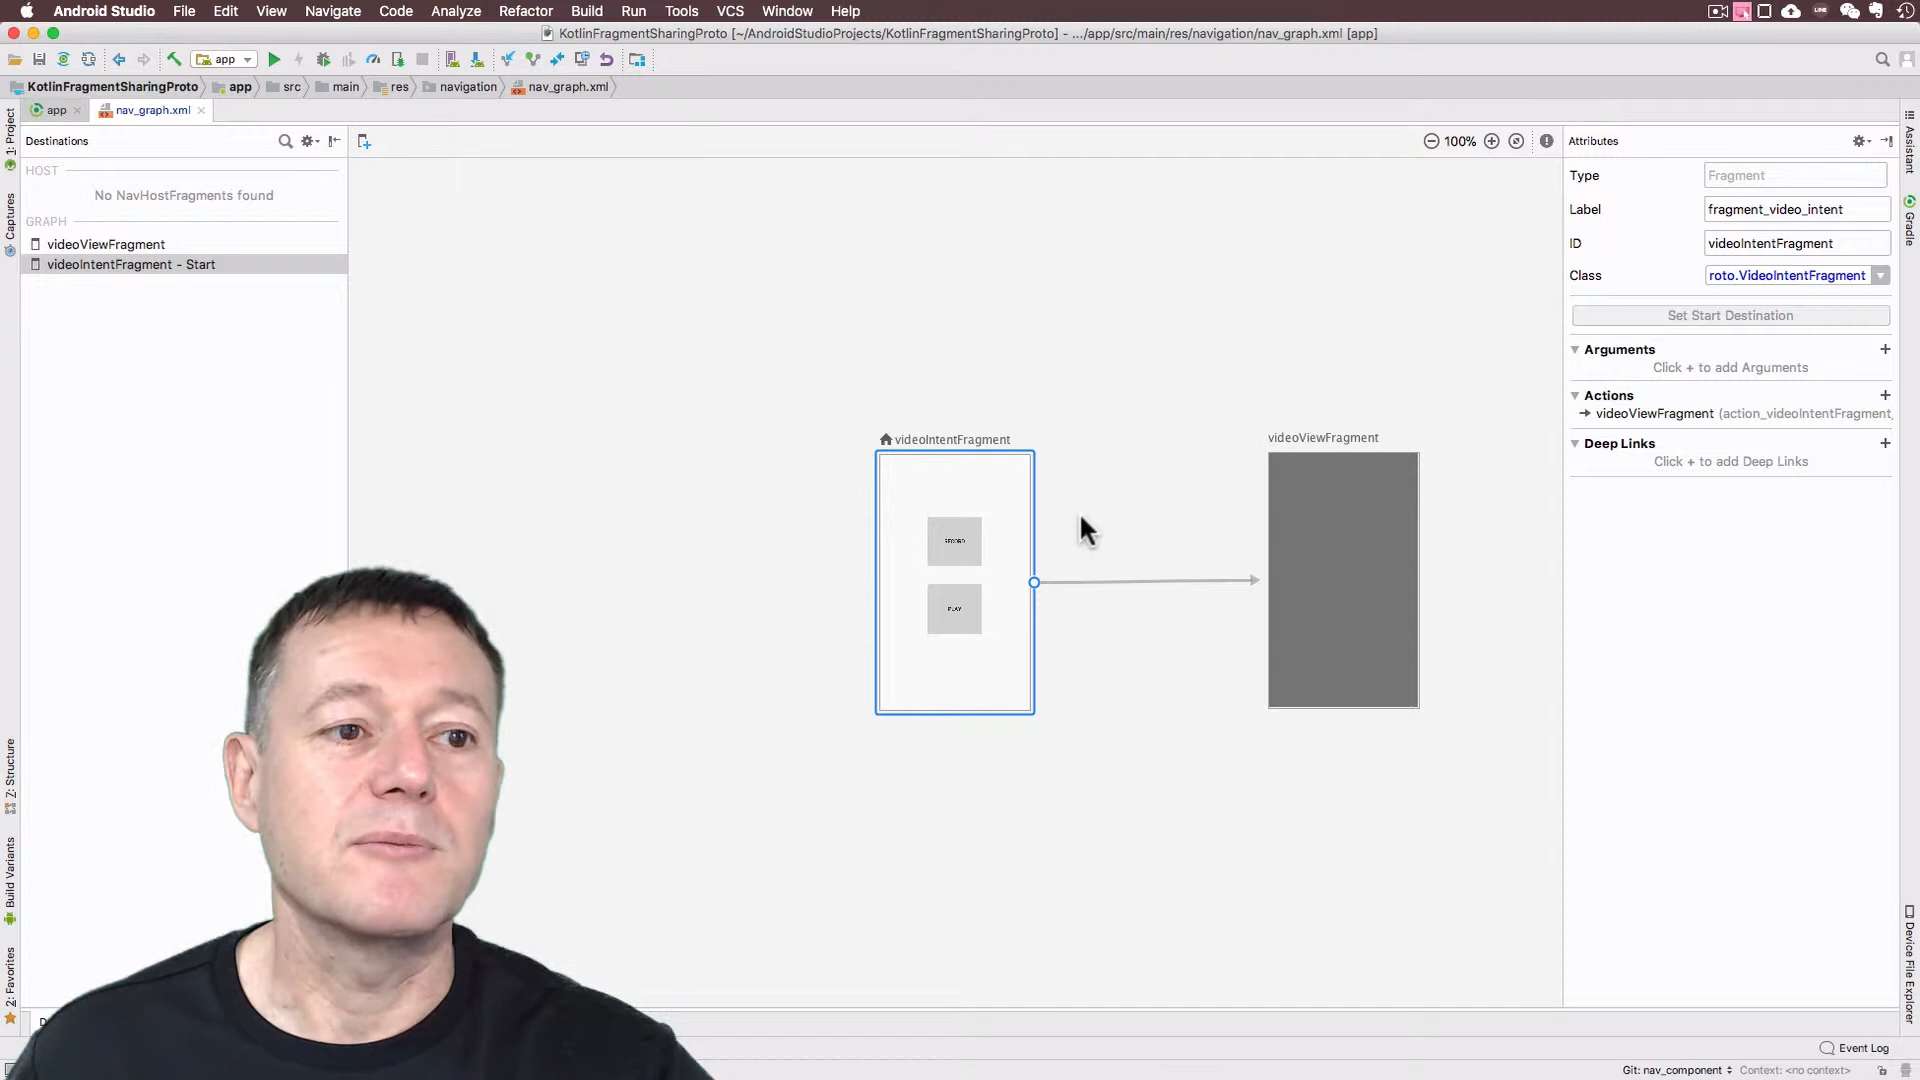 Android Studio File Edit View Navigate Code Analyze Refactor Build Run Tools VCS Window Help
KotlinFragmentSharingProto [~/AndroidStudioProjects/KotlinFragmentSharingProto] - .../app/src/main/res/navigation/nav_graph.xml [app]
app
KotlinFragmentSharingProto app src main res navigation nav_graph.xml
app nav_graph.xml
Destinations
100%
Attributes
HOST
No NavHostFragments found
GRAPH
videoViewFragment
videoIntentFragment - Start
Type Fragment
Label fragment_video_intent
ID videoIntentFragment
Class roto.VideoIntentFragment
Set Start Destination
Arguments
Click + to add Arguments
Actions
videoViewFragment (action_videoIntentFragment_
Deep Links
Click + to add Deep Links
videoIntentFragment
RECORD
PLAY
videoViewFragment
1: Project
Captures
Z: Structure
Build Variants
2: Favorites
Assistant
Gradle
Device File Explorer
Event Log
Git: nav_component Context: <no context>